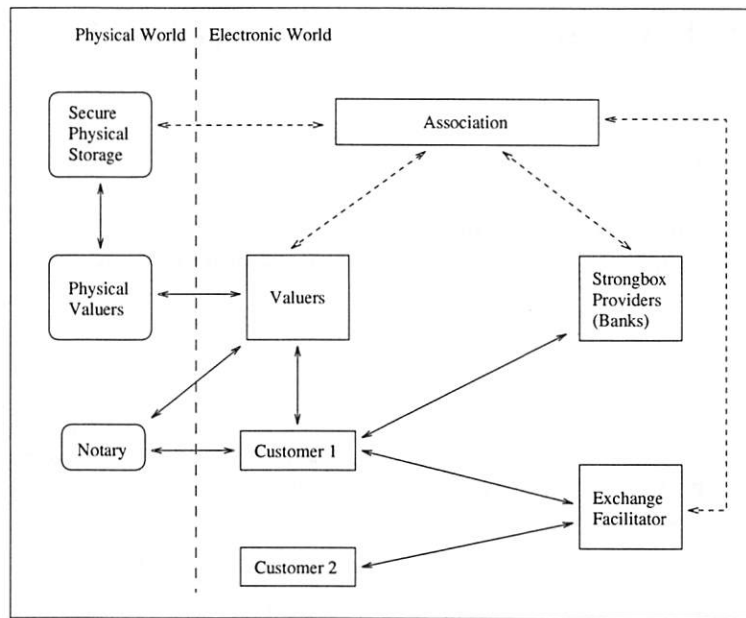 Physical World
Electronic World
Secure
Physical
Storage
Association
Physical
Valuers
Valuers
Strongbox
Providers
(Banks)
Notary
Customer 1
Exchange
Facilitator
Customer 2